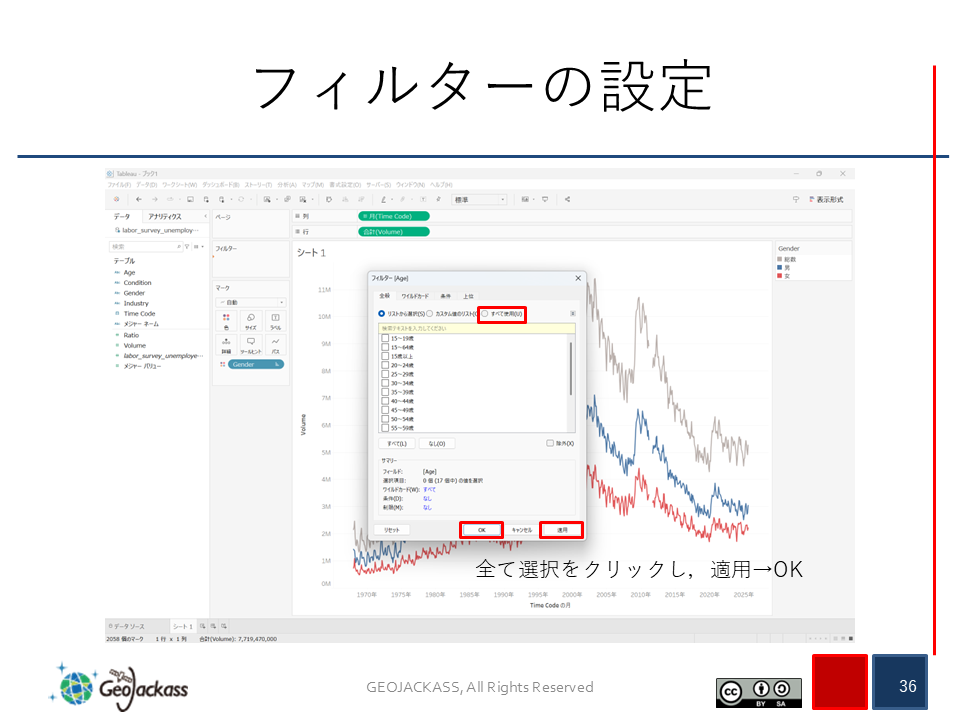 フィルターの設定
Tableau - ブック1
ファイル(F) データ(D) ワークシート(W) ダッシュボード(B) ストーリー(T) 分析(A) マップ(M) 書式設定(O) サーバー(S) ウィンドウ(N) ヘルプ(H)
標準
表示形式
データ アナリティクス
labor_survey_unemploy...
検索
テーブル
Abc Age
Abc Condition
Abc Gender
Abc Industry
Time Code
Abc メジャー ネーム
Ratio
Volume
labor_survey_unemploye...
メジャー バリュー
ページ
フィルター
マーク
自動
色 サイズ ラベル
詳細 ツールヒント パス
Gender
列 月(Time Code)
行 合計(Volume)
シート 1
Gender
総数
男
女
フィルター [Age]
全般 ワイルドカード 条件 上位
リストから選択(S) カスタム値のリスト(C すべて使用(U)
検索テキストを入力してください
15~19歳
15~64歳
15歳以上
20~24歳
25~29歳
30~34歳
35~39歳
40~44歳
45~49歳
50~54歳
55~59歳
すべて(L) なし(O) 除外(X)
サマリー
フィールド: [Age]
選択項目: 0 個 (17 個中) の値を選択
ワイルドカード(W): すべて
条件(D): なし
制限(M): なし
リセット OK キャンセル 適用
Volume
11M
10M
9M
8M
7M
6M
5M
4M
3M
2M
1M
0M
1970年 1975年 1980年 1985年 1990年 1995年 2000年 2005年 2010年 2015年 2020年 2025年
Time Code の月
全て選択をクリックし，適用→OK
データ ソース シート 1
2058 個のマーク 1 行 x 1 列 合計(Volume): 7,719,470,000
GEOJACKASS
GEOJACKASS, All Rights Reserved
CC BY SA
36